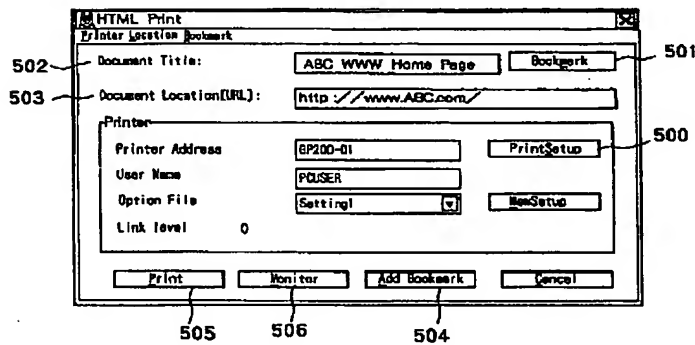 HTML Print
Printer Location Bookmark
502 Document Title: ABC WWW Home Page Bookmark 501
503 Document Location[URL]: http://www.ABC.com/
Printer
Printer Address GP200-01 PrintSetup 500
User Name PCUSER
Option File Setting1 NewSetup
Link level 0
Print Monitor Add Bookmark Cancel
505 506 504